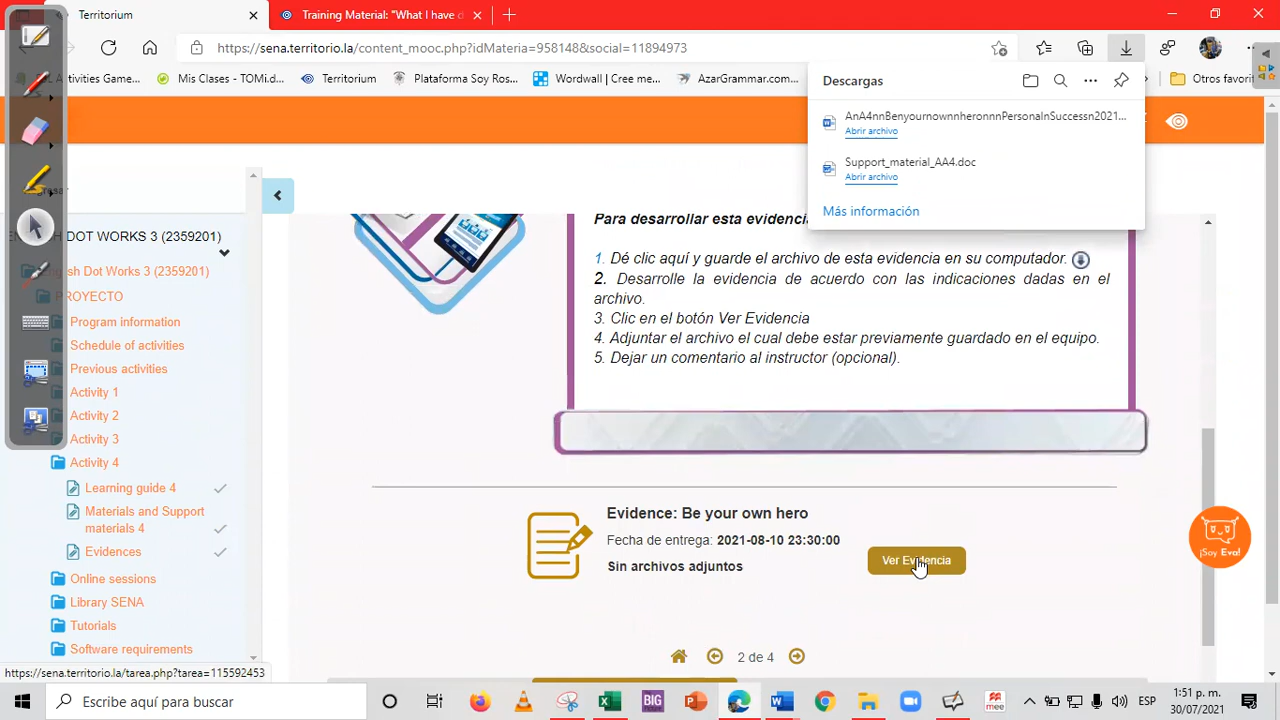 Territorium
Training Material: "What I have d
https://sena.territorio.la/content_mooc.php?idMateria=958148&social=11894973
Activities Game...
Mis Clases - TOMi.d...
Territorium
Plataforma Soy Ros...
Wordwall | Cree me...
AzarGrammar.com...
Otros favorit
Descargas
AnA4nnBenyournownnheronnnPersonalnSuccessn2021...
Abrir archivo
Support_material_AA4.doc
Abrir archivo
Más información
DOT WORKS 3 (2359201)
sh Dot Works 3 (2359201)
PROYECTO
Program information
Schedule of activities
Previous activities
Activity 1
Activity 2
Activity 3
Activity 4
Learning guide 4
Materials and Support
materials 4
Evidences
Online sessions
Library SENA
Tutorials
Software requirements
Para desarrollar esta evidenci
1. Dé clic aquí y guarde el archivo de esta evidencia en su computador.
2. Desarrolle la evidencia de acuerdo con las indicaciones dadas en el
archivo.
3. Clic en el botón Ver Evidencia
4. Adjuntar el archivo el cual debe estar previamente guardado en el equipo.
5. Dejar un comentario al instructor (opcional).
Evidence: Be your own hero
Fecha de entrega: 2021-08-10 23:30:00
Sin archivos adjuntos
Ver Evidencia
2 de 4
¡Soy Eva!
https://sena.territorio.la/tarea.php?tarea=115592453
Escribe aquí para buscar
BIG
mee
ESP
1:51 p. m.
30/07/2021